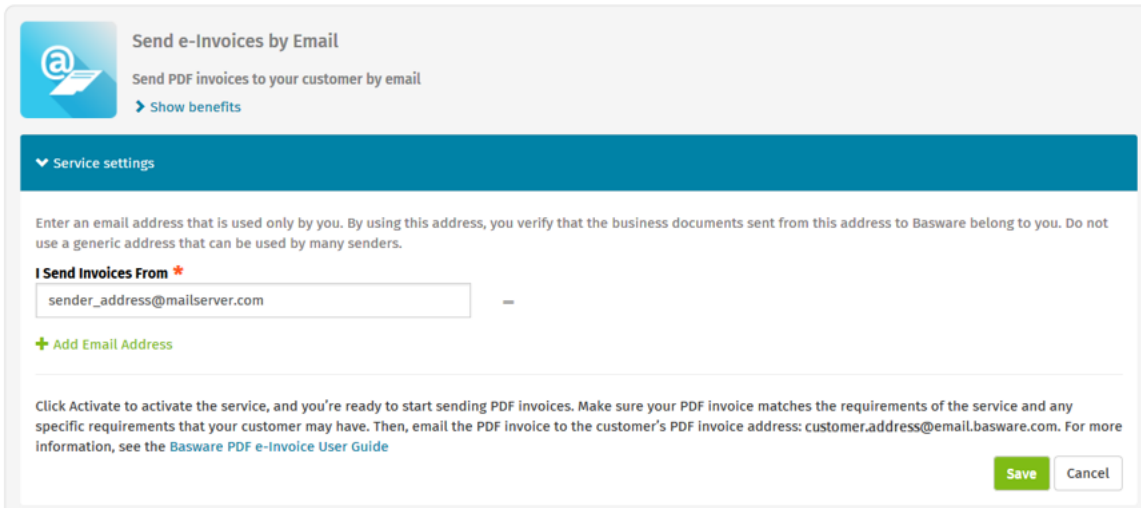 Send e-Invoices by Email
Send PDF invoices to your customer by email
Show benefits
Service settings
Enter an email address that is used only by you. By using this address, you verify that the business documents sent from this address to Basware belong to you. Do not
use a generic address that can be used by many senders.
I Send Invoices From *
sender_address@mailserver.com
Add Email Address
Click Activate to activate the service, and you're ready to start sending PDF invoices. Make sure your PDF invoice matches the requirements of the service and any
specific requirements that your customer may have. Then, email the PDF invoice to the customer's PDF invoice address: customer.address@email.basware.com. For more
information, see the Basware PDF e-Invoice User Guide
Save Cancel